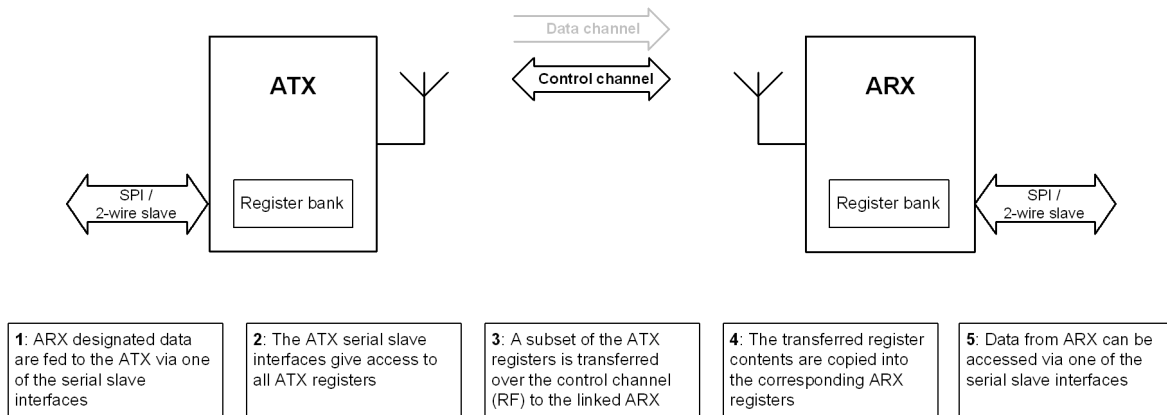 Data channel
Control channel
ATX
ARX
SPI /
2-wire slave
Register bank
Register bank
SPI /
2-wire slave
1: ARX designated data
are fed to the ATX via one
of the serial slave
interfaces
2: The ATX serial slave
interfaces give access to
all ATX registers
3: A subset of the ATX
registers is transferred
over the control channel
(RF) to the linked ARX
4: The transferred register
contents are copied into
the corresponding ARX
registers
5: Data from ARX can be
accessed via one of the
serial slave interfaces